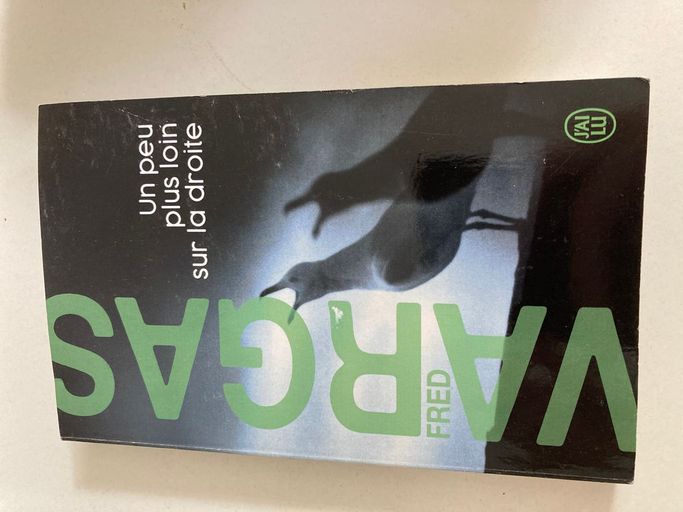 FRED
VARGAS
Un peu
plus loin
sur la droite
J'AI
LU